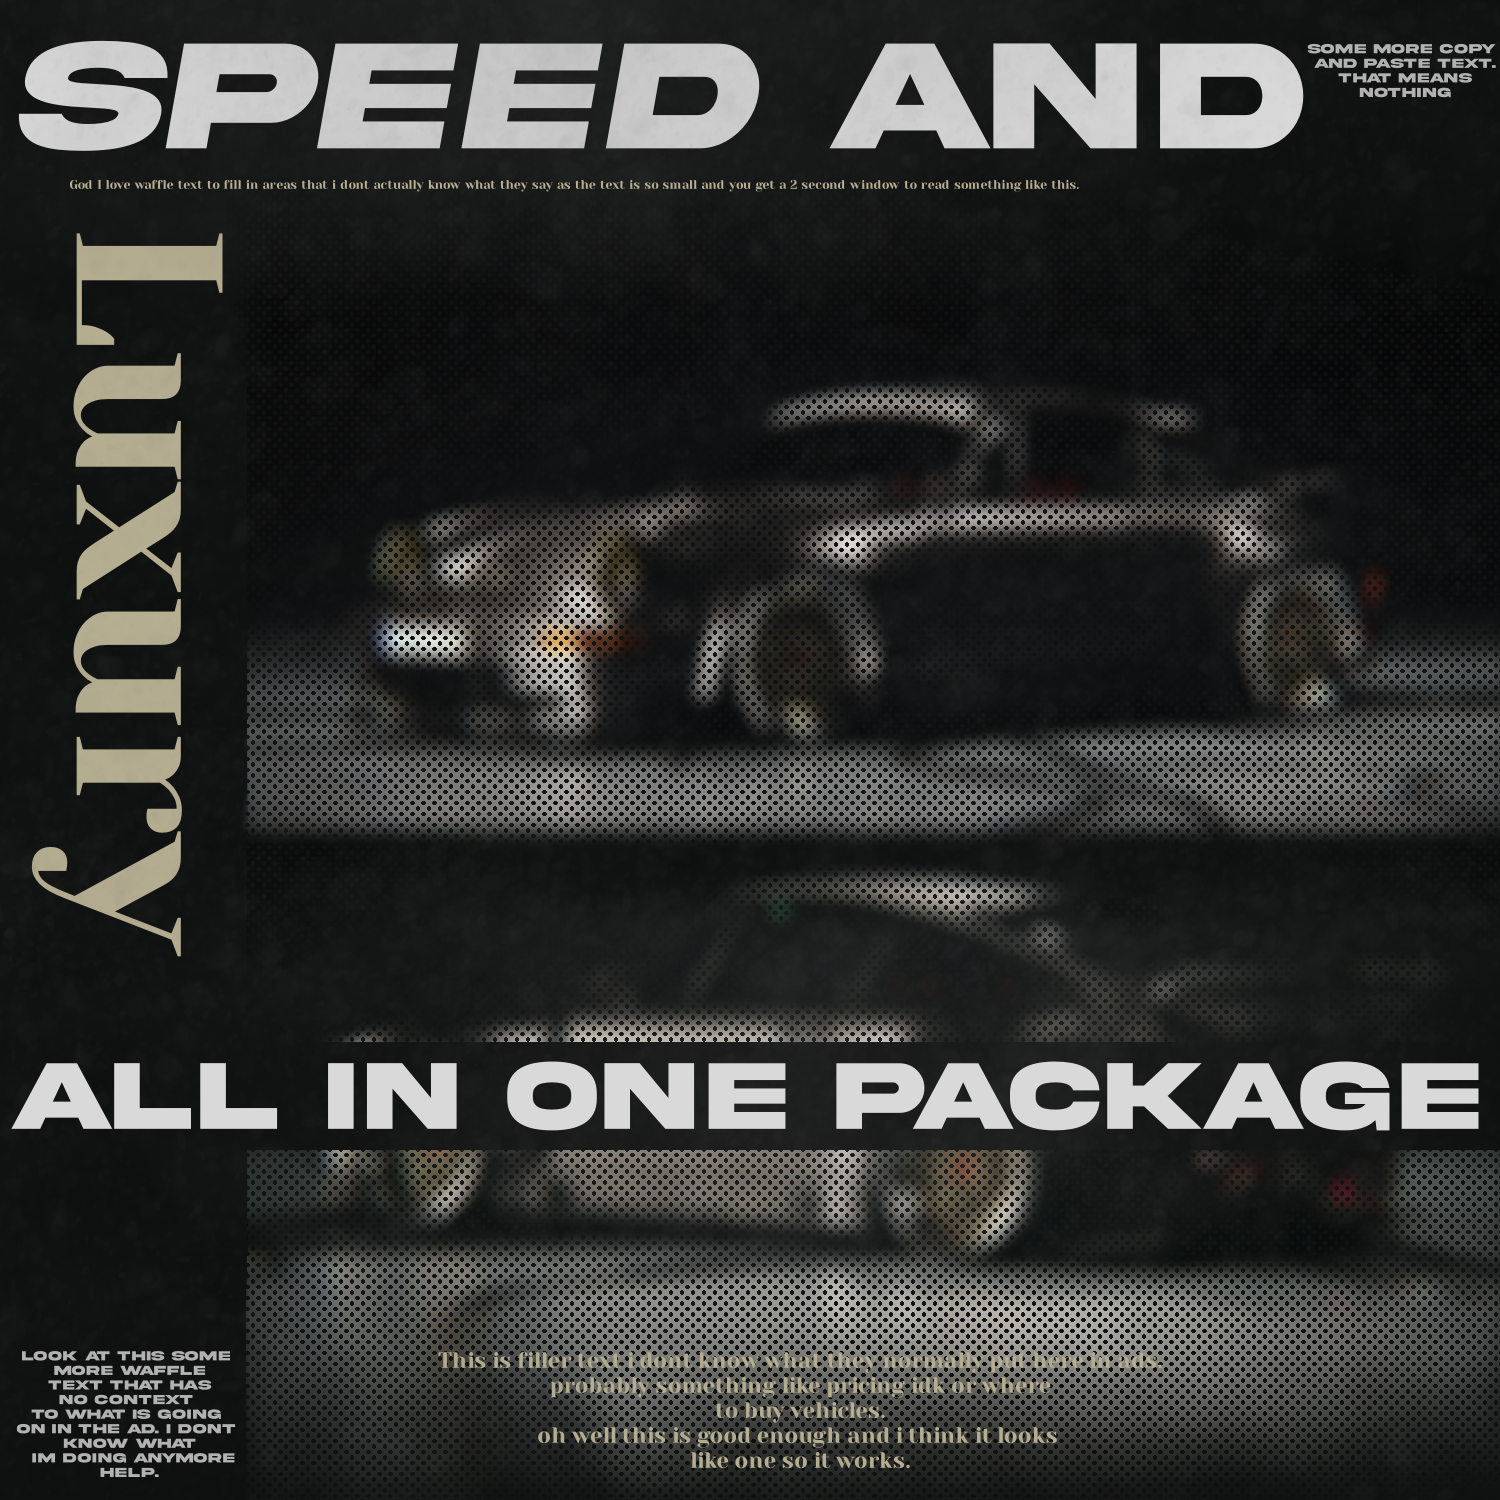 SPEED AND
SOME MORE COPY
AND PASTE TEXT.
THAT MEANS
NOTHING
God I love waffle text to fill in areas that i dont actually know what they say as the text is so small and you get a 2 second window to read something like this.
Luxury
ALL IN ONE PACKAGE
LOOK AT THIS SOME
MORE WAFFLE
TEXT THAT HAS
NO CONTEXT
TO WHAT IS GOING
ON IN THE AD. I DONT
KNOW WHAT
IM DOING ANYMORE
HELP.
This is filler text i dont know what they normally put here in ads.
probably something like pricing idk or where
to buy vehicles.
oh well this is good enough and i think it looks
like one so it works.